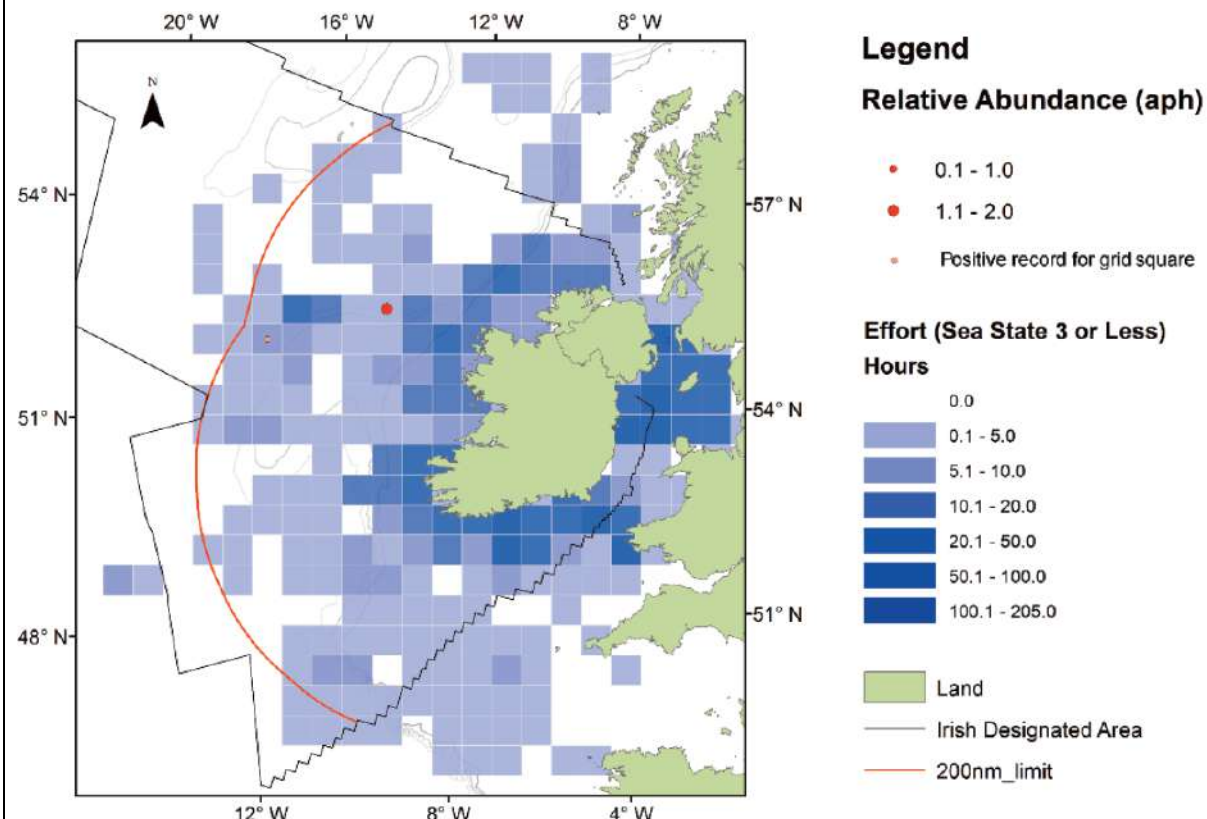 20° W 16° W 12° W 8° W
N
54° N
57° N
51° N
54° N
48° N
51° N
12° W 8° W 4° W
Legend
Relative Abundance (aph)
0.1 - 1.0
1.1 - 2.0
Positive record for grid square
Effort (Sea State 3 or Less)
Hours
0.0
0.1 - 5.0
5.1 - 10.0
10.1 - 20.0
20.1 - 50.0
50.1 - 100.0
100.1 - 205.0
Land
Irish Designated Area
200nm_limit